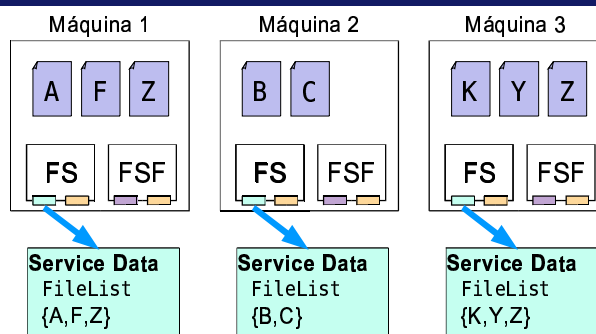 Máquina 1
Máquina 2
Máquina 3
A F Z
B C
K Y Z
FS FSF
FS FSF
FS FSF
Service Data
FileList
{A,F,Z}
Service Data
FileList
{B,C}
Service Data
FileList
{K,Y,Z}